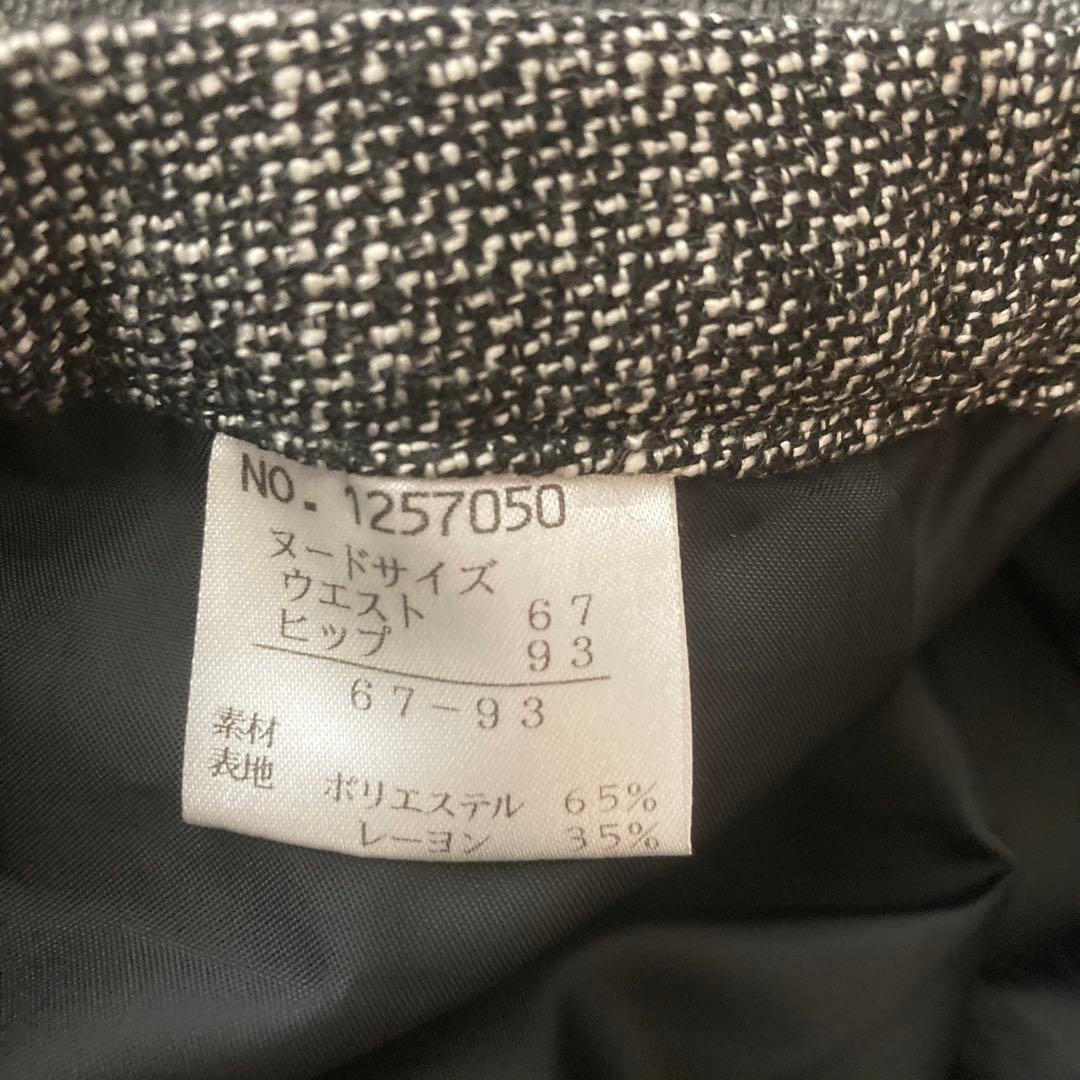 NO. 1257050
ヌードサイズ
ウエスト 67
ヒップ 93
67-93
素材
表地
ポリエステル 65%
レーヨン 35%